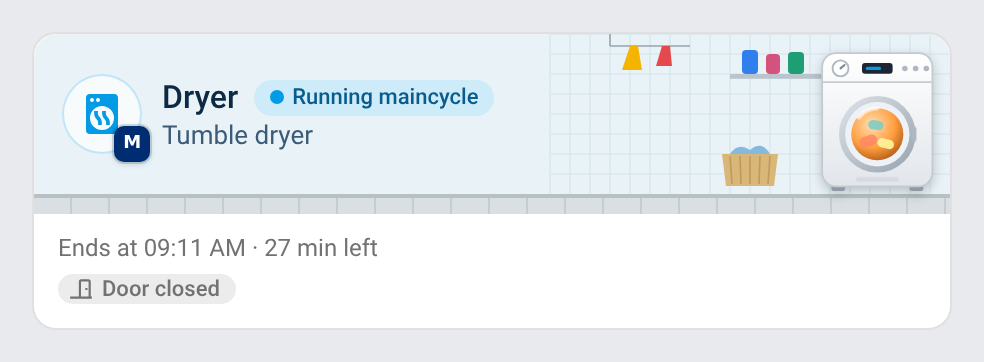 Dryer
Running maincycle
M
Tumble dryer
Ends at 09:11 AM · 27 min left
Door closed